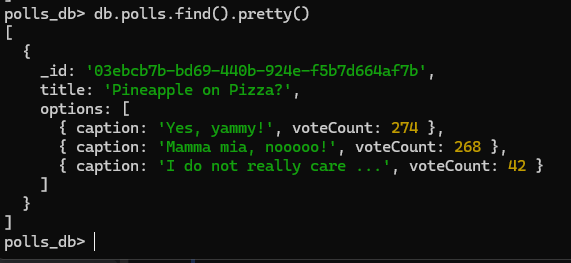 polls_db> db.polls.find().pretty()
[
  {
    _id: '03ebcb7b-bd69-440b-924e-f5b7d664af7b',
    title: 'Pineapple on Pizza?',
    options: [
      { caption: 'Yes, yammy!', voteCount: 274 },
      { caption: 'Mamma mia, nooooo!', voteCount: 268 },
      { caption: 'I do not really care ...', voteCount: 42 }
    ]
  }
]
polls_db>